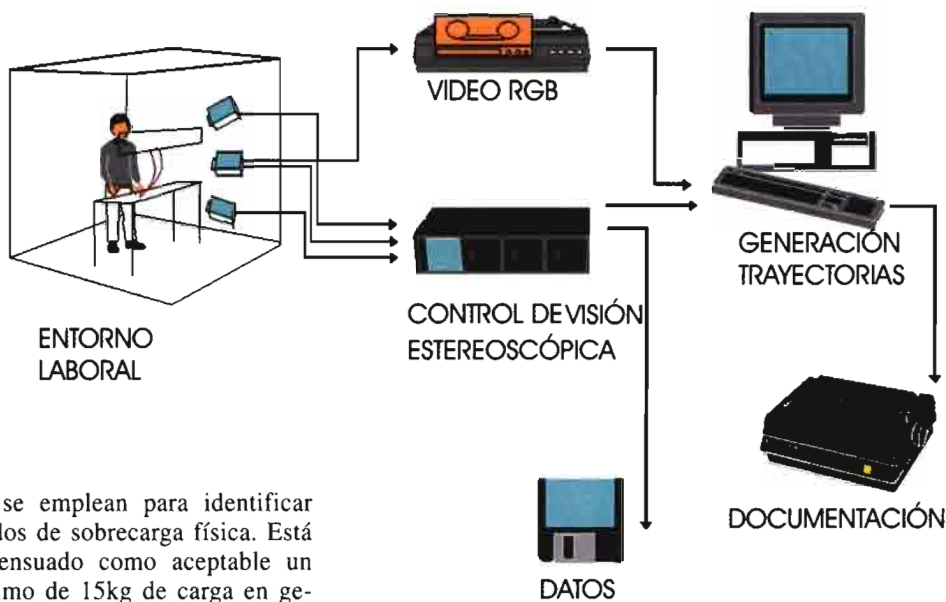 VIDEO RGB
GENERACIÓN
TRAYECTORIAS
CONTROL DE VISIÓN
ESTEREOSCÓPICA
ENTORNO
LABORAL
DOCUMENTACIÓN
DATOS
se emplean para identificar
los de sobrecarga física. Está
ensuado como aceptable un
imo de 15kg de carga en ge-